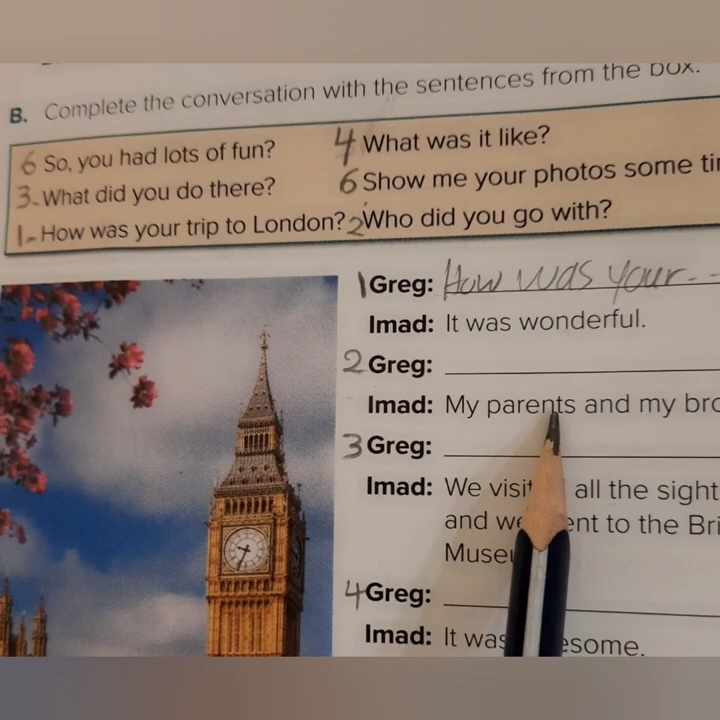 B. Complete the conversation with the sentences from the box.
6 So, you had lots of fun? 4 What was it like?
3- What did you do there? 6 Show me your photos some
1- How was your trip to London? 2 Who did you go with?
1 Greg: How was your---
Imad: It was wonderful.
2 Greg:
Imad: My parents and my
3 Greg:
Imad: We all the
and to the
4 Greg:
Imad: It